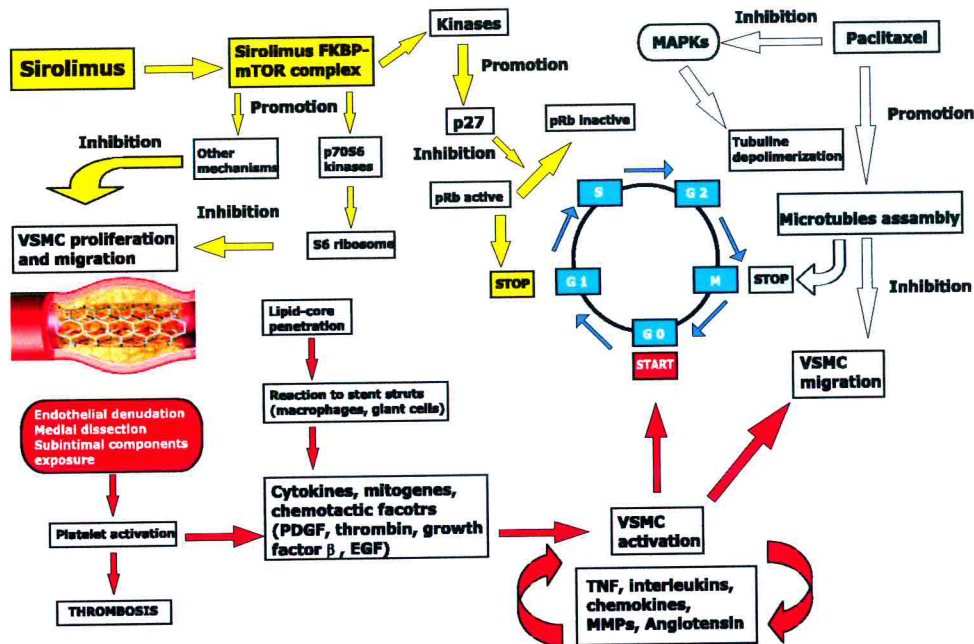 Sirolimus
Sirolimus FKBP-
mTOR complex
Kinases
Inhibition
MAPKs
Paclitaxel
Promotion
Promotion
Promotion
Inhibition
Other
mechanisms
p70S6
kinases
p27
Inhibition
pRb inactive
Tubuline
depolimerization
pRb active
S
G 2
Microtubles assambly
VSMC proliferation
and migration
Inhibition
S6 ribosome
STOP
G 1
M
STOP
Inhibition
Lipid-core
penetration
G 0
START
VSMC
migration
Reaction to stent struts
(macrophages, giant cells)
Endothelial denudation
Medial dissection
Subintimal components
exposure
Cytokines, mitogenes,
chemotactic facotrs
(PDGF, thrombin, growth
factor β , EGF)
Platelet activation
VSMC
activation
THROMBOSIS
TNF, interleukins,
chemokines,
MMPs, Angiotensin